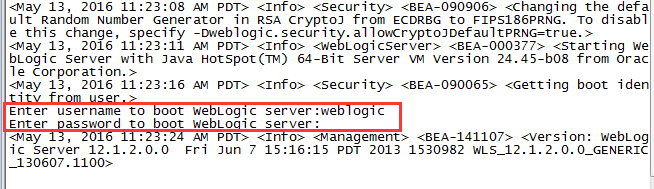 <May 13, 2016 11:23:08 AM PDT> <Info> <Security> <BEA-090906> <Changing the defa
ult Random Number Generator in RSA CryptoJ from ECDRBG to FIPS186PRNG. To disabl
e this change, specify -Dweblogic.security.allowCryptoJDefaultPRNG=true.>
<May 13, 2016 11:23:11 AM PDT> <Info> <WebLogicServer> <BEA-000377> <Starting We
bLogic Server with Java HotSpot(TM) 64-Bit Server VM Version 24.45-b08 from Orac
le Corporation.>
<May 13, 2016 11:23:16 AM PDT> <Info> <Security> <BEA-090065> <Getting boot iden
tity from user.>
Enter username to boot WebLogic server:weblogic
Enter password to boot WebLogic server:
<May 13, 2016 11:23:24 AM PDT> <Info> <Management> <BEA-141107> <Version: WebLog
ic Server 12.1.2.0.0  Fri Jun 7 15:16:15 PDT 2013 1530982 WLS_12.1.2.0.0_GENERIC
_130607.1100>